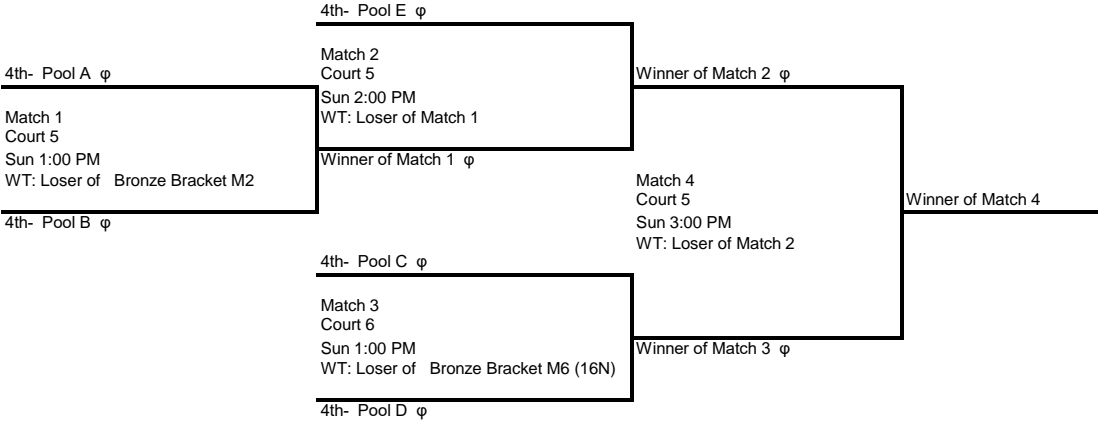 4th-  Pool E  φ
Match 2
Court 5
Sun 2:00 PM
WT: Loser of Match 1
4th-  Pool A  φ
Match 1
Court 5
Sun 1:00 PM
WT: Loser of   Bronze Bracket M2
4th-  Pool B  φ
Winner of Match 1  φ
Winner of Match 2  φ
Match 4
Court 5
Sun 3:00 PM
WT: Loser of Match 2
Winner of Match 4
4th-  Pool C  φ
Match 3
Court 6
Sun 1:00 PM
WT: Loser of   Bronze Bracket M6 (16N)
4th-  Pool D  φ
Winner of Match 3  φ